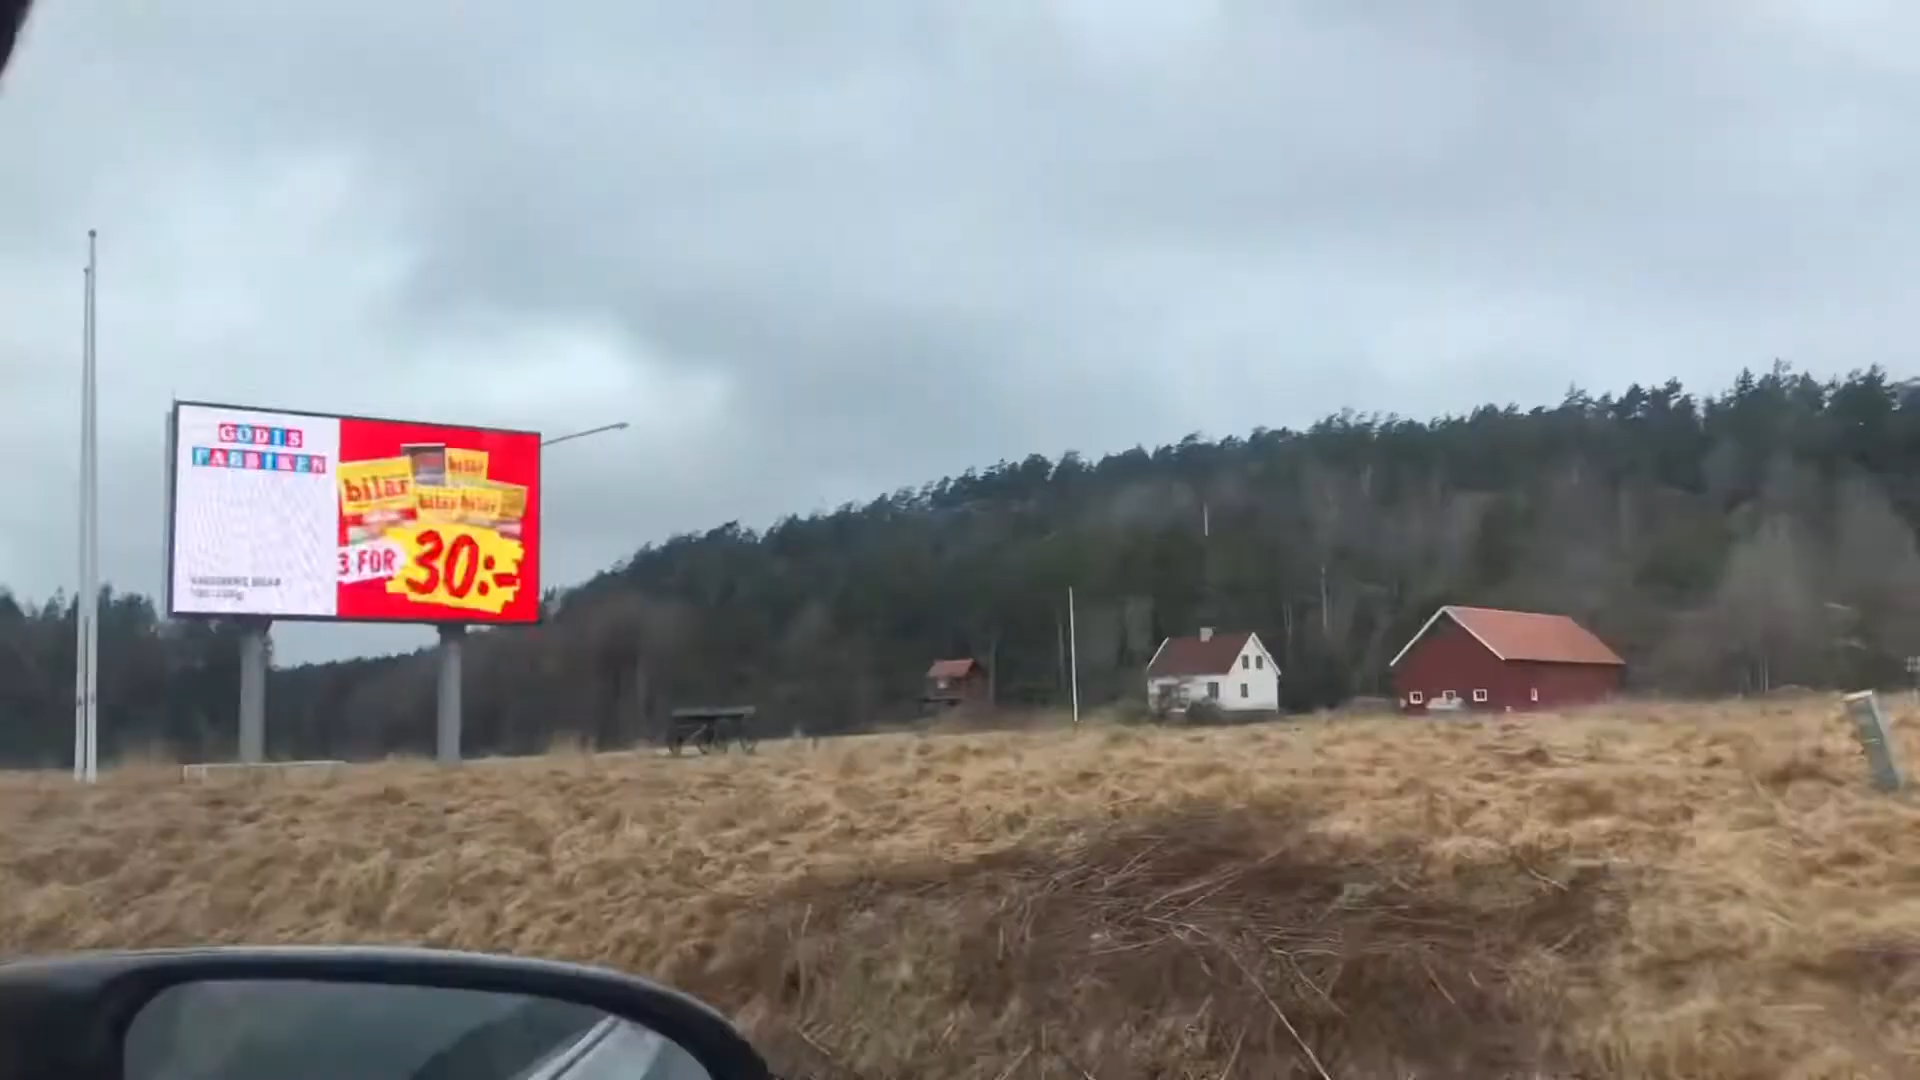 GODIS
FABRIKEN
bilar
bilar
bilar bilar
3 FÖR
30:-